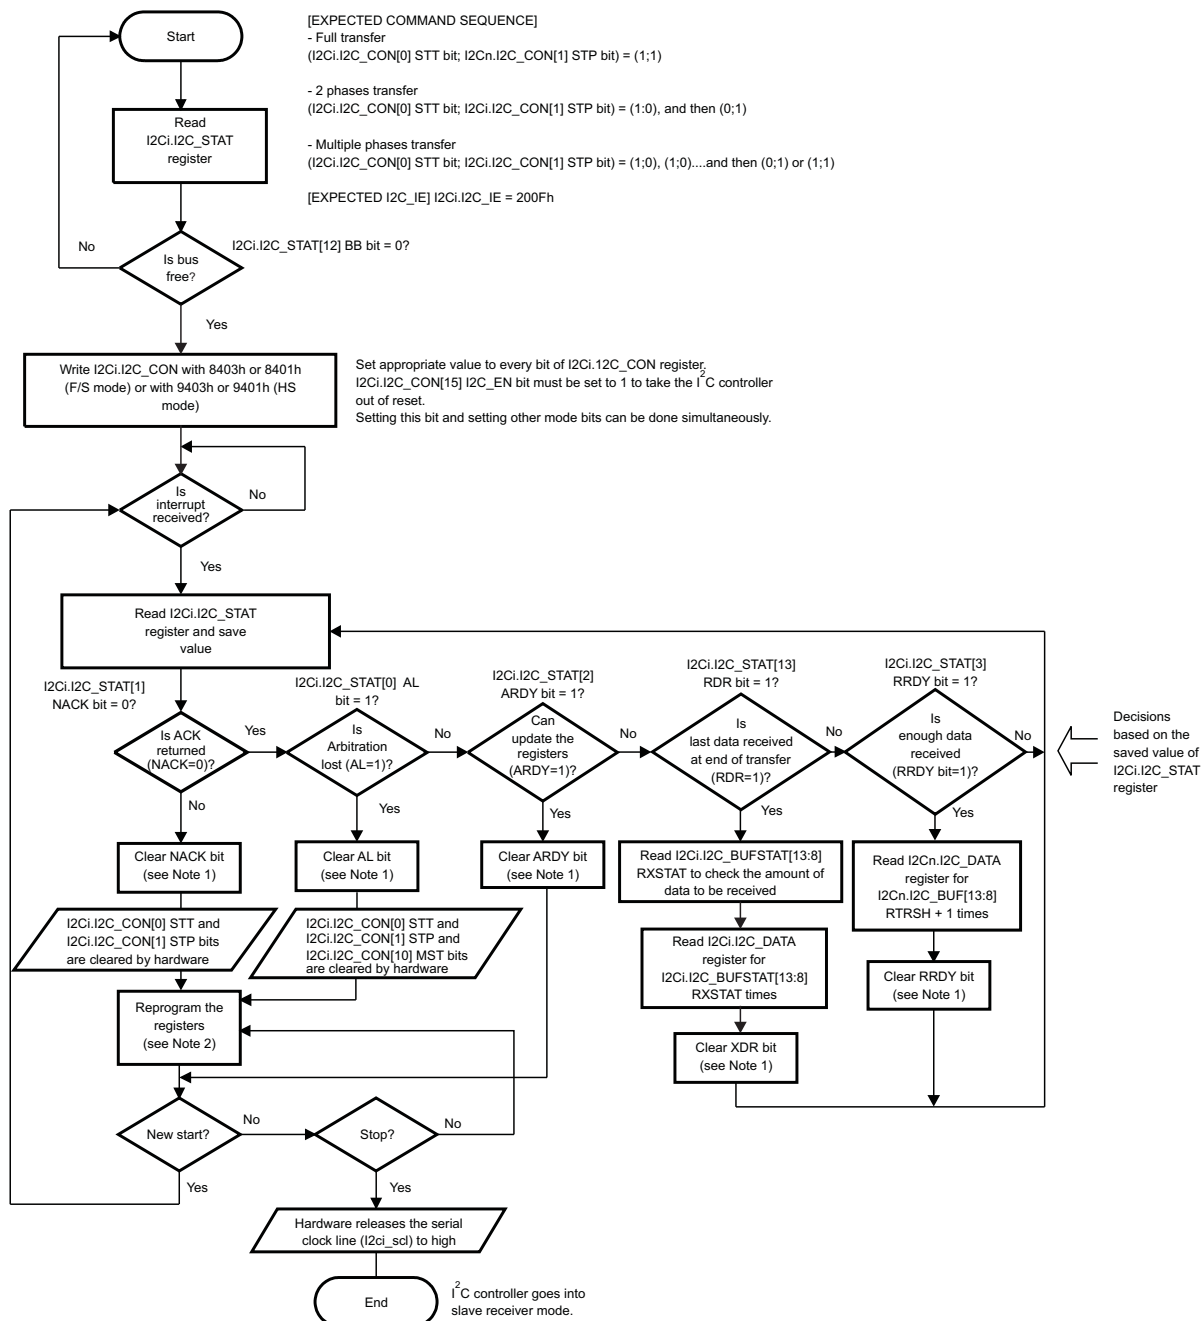 Start
[EXPECTED COMMAND SEQUENCE]
- Full transfer
(I2Ci.I2C_CON[0] STT bit; I2Cn.I2C_CON[1] STP bit) = (1;1)
- 2 phases transfer
(I2Ci.I2C_CON[0] STT bit; I2Ci.I2C_CON[1] STP bit) = (1:0), and then (0;1)
- Multiple phases transfer
(I2Ci.I2C_CON[0] STT bit; I2Ci.I2C_CON[1] STP bit) = (1;0), (1;0)....and then (0;1) or (1;1)
[EXPECTED I2C_IE] I2Ci.I2C_IE = 200Fh
Read
I2Ci.I2C_STAT
register
No
I2Ci.I2C_STAT[12] BB bit = 0?
Is bus
free?
Yes
Write I2Ci.I2C_CON with 8403h or 8401h
(F/S mode) or with 9403h or 9401h (HS
mode)
Set appropriate value to every bit of I2Ci.12C_CON register.
I2Ci.I2C_CON[15] I2C_EN bit must be set to 1 to take the I2C controller
out of reset.
Setting this bit and setting other mode bits can be done simultaneously.
Is
interrupt
received?
No
Yes
Read I2Ci.I2C_STAT
register and save
value
I2Ci.I2C_STAT[1]
NACK bit = 0?
I2Ci.I2C_STAT[0] AL
bit = 1?
I2Ci.I2C_STAT[2]
ARDY bit = 1?
I2Ci.I2C_STAT[13]
RDR bit = 1?
I2Ci.I2C_STAT[3]
RRDY bit = 1?
Is ACK
returned
(NACK=0)?
Yes
No
Is
Arbitration
lost (AL=1)?
No
Yes
Can
update the
registers
(ARDY=1)?
No
Yes
Is
last data received
at end of transfer
(RDR=1)?
No
Yes
Is
enough data
received
(RRDY bit=1)?
No
Yes
Decisions
based on the
saved value of
I2Ci.I2C_STAT
register
Clear NACK bit
(see Note 1)
Clear AL bit
(see Note 1)
Clear ARDY bit
(see Note 1)
Read I2Ci.I2C_BUFSTAT[13:8]
RXSTAT to check the amount of
data to be received
Read I2Cn.I2C_DATA
register for
I2Cn.I2C_BUF[13:8]
RTRSH + 1 times
I2Ci.I2C_CON[0] STT and
I2Ci.I2C_CON[1] STP bits
are cleared by hardware
I2Ci.I2C_CON[0] STT and
I2Ci.I2C_CON[1] STP and
I2Ci.I2C_CON[10] MST bits
are cleared by hardware
Read I2Ci.I2C_DATA
register for
I2Ci.I2C_BUFSTAT[13:8]
RXSTAT times
Clear RRDY bit
(see Note 1)
Reprogram the
registers
(see Note 2)
Clear XDR bit
(see Note 1)
New start?
No
Yes
Stop?
No
Yes
Hardware releases the serial
clock line (I2ci_scl) to high
End
I2C controller goes into
slave receiver mode.